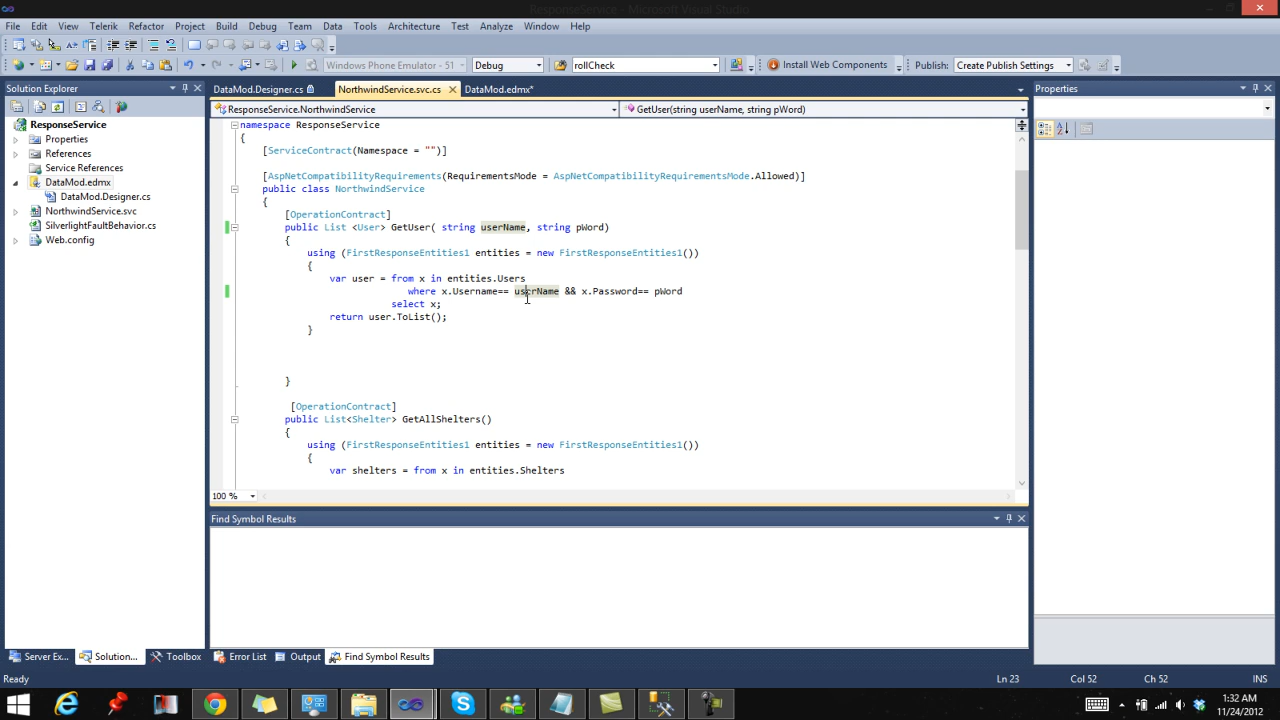 ResponseService - Microsoft Visual Studio
File Edit View Telerik Refactor Project Build Debug Team Data Tools Architecture Test Analyze Window Help
Windows Phone Emulator - 51 Debug rollCheck Install Web Components Publish: Create Publish Settings
Solution Explorer
ResponseService
Properties
References
Service References
DataMod.edmx
DataMod.Designer.cs
NorthwindService.svc
SilverlightFaultBehavior.cs
Web.config
Server Ex... Solution... Toolbox
DataMod.Designer.cs NorthwindService.svc.cs DataMod.edmx*
ResponseService.NorthwindService GetUser(string userName, string pWord)
namespace ResponseService
{
[ServiceContract(Namespace = "")]
[AspNetCompatibilityRequirements(RequirementsMode = AspNetCompatibilityRequirementsMode.Allowed)]
public class NorthwindService
{
[OperationContract]
public List <User> GetUser( string userName, string pWord)
{
using (FirstResponseEntities1 entities = new FirstResponseEntities1())
{
var user = from x in entities.Users
where x.Username== userName && x.Password== pWord
select x;
return user.ToList();
}
}
[OperationContract]
public List<Shelter> GetAllShelters()
{
using (FirstResponseEntities1 entities = new FirstResponseEntities1())
{
var shelters = from x in entities.Shelters
100 %
Find Symbol Results
Error List Output Find Symbol Results
Properties
Ready Ln 23 Col 52 Ch 52 INS
1:32 AM
11/24/2012